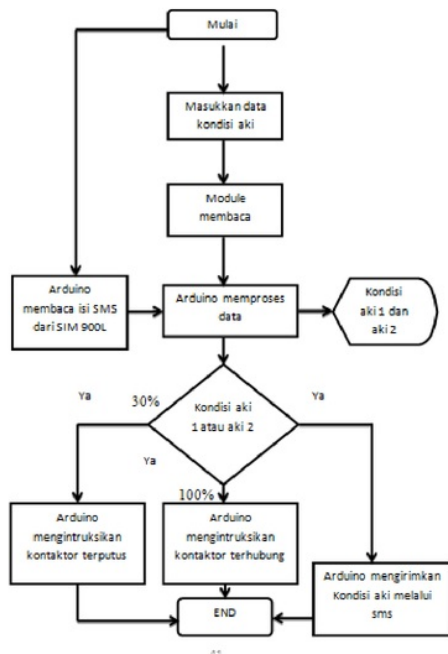 Mulai
Masukkan data
kondisi aki
Module
membaca
Arduino
membaca isi SMS
dari SIM 900L
Arduino memproses
data
Kondisi
aki 1 dan
aki 2
Ya
30%
Kondisi aki
1 atau aki 2
Ya
Ya
100%
Arduino
mengintruksikan
kontaktor terputus
Arduino
mengintruksikan
kontaktor terhubung
Arduino mengirimkan
Kondisi aki melalui
sms
END